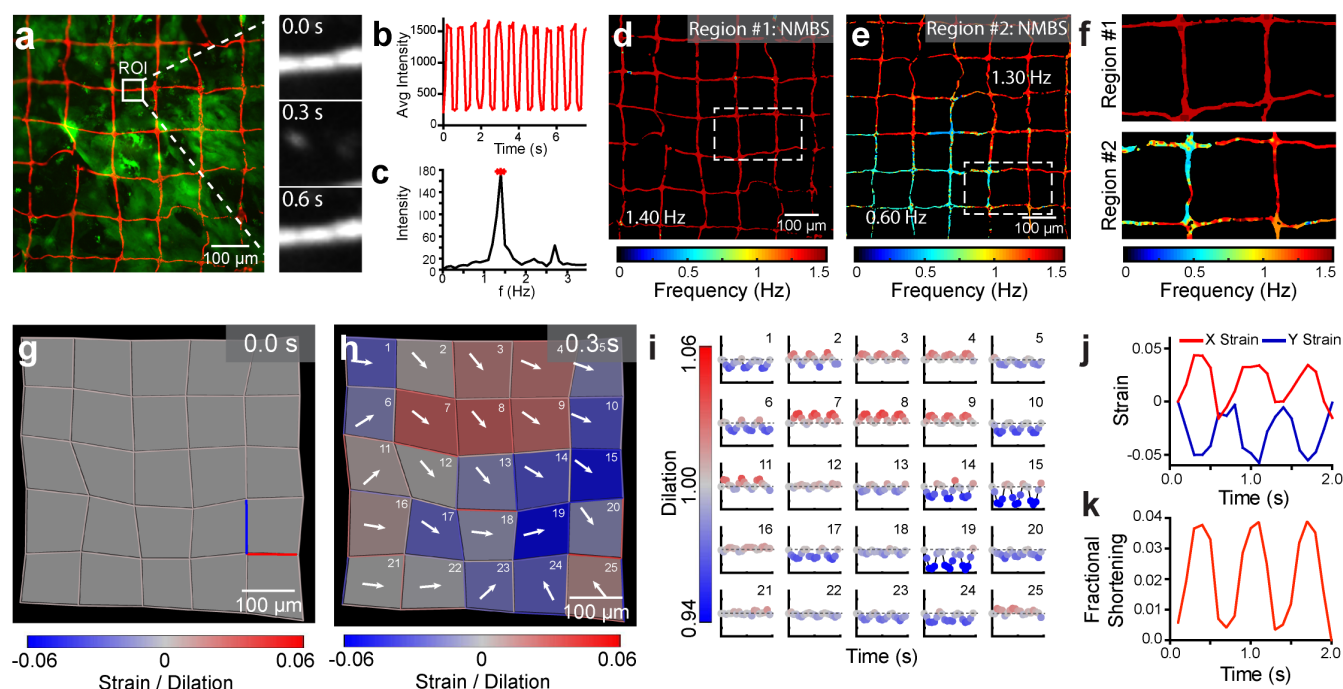 a
ROI
100 µm
0.0 s
0.3 s
0.6 s
b
Avg Intensity
1500
1000
500
0
0 2 4 6
Time (s)
c
Intensity
180
150
120
90
60
40
20
0
0 1 2 3
f (Hz)
d
Region #1: NMBS
1.40 Hz
100 µm
0 0.5 1 1.5
Frequency (Hz)
e
Region #2: NMBS
1.30 Hz
0.60 Hz
100 µm
0 0.5 1 1.5
Frequency (Hz)
f
Region #1
Region #2
0 0.5 1 1.5
Frequency (Hz)
g
0.0 s
100 µm
-0.06 0 0.06
Strain / Dilation
h
0.3 s
1 2 3 4 5
6 7 8 9 10
11 12 13 14 15
16 17 18 19 20
21 22 23 24 25
100 µm
-0.06 0 0.06
Strain / Dilation
i
1.06
1.00
0.94
Dilation
1 2 3 4 5
6 7 8 9 10
11 12 13 14 15
16 17 18 19 20
21 22 23 24 25
Time (s)
j
X Strain Y Strain
Strain
0.05
0
-0.05
0 1.0 2.0
Time (s)
k
Fractional
Shortening
0.04
0.03
0.02
0.01
0.0
0 1.0 2.0
Time (s)